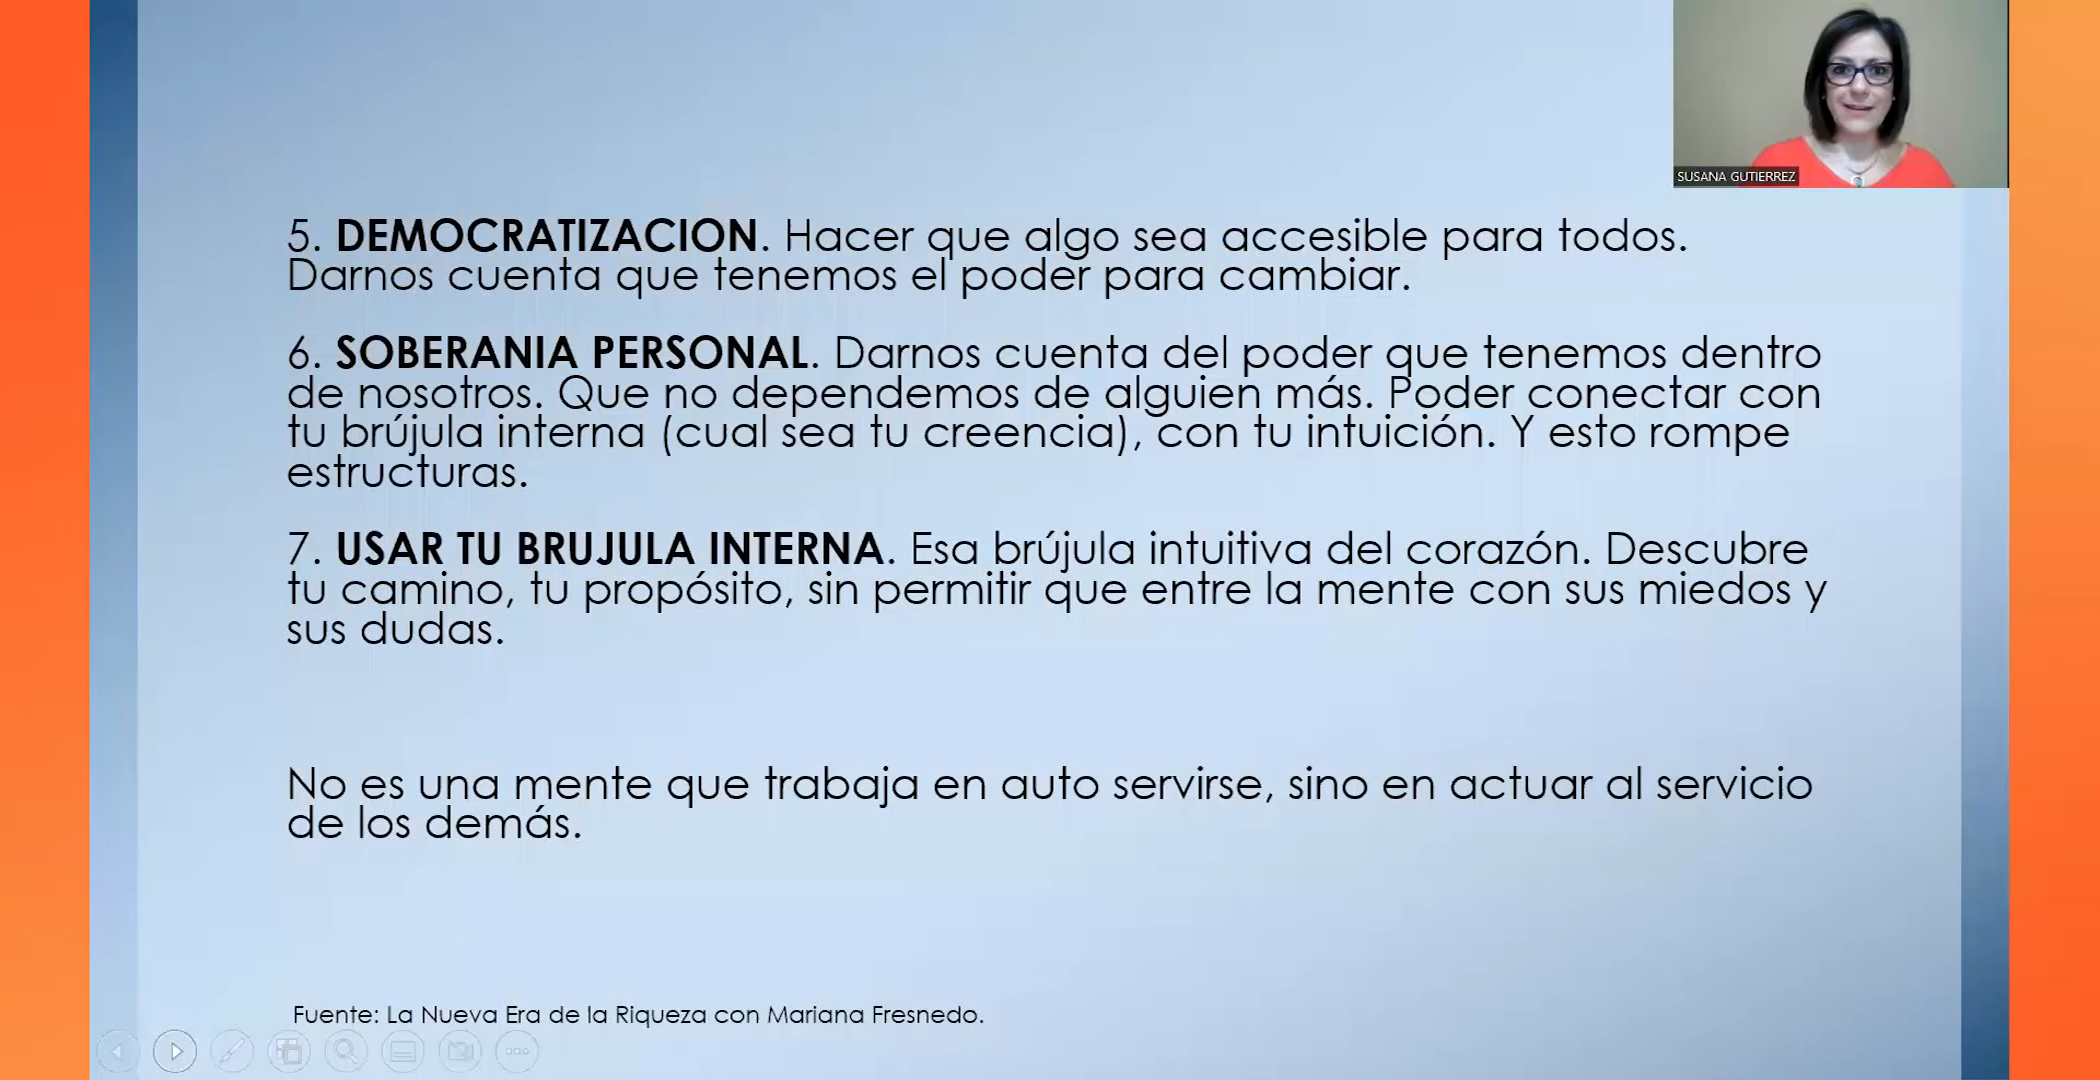 SUSANA GUTIERREZ
5. DEMOCRATIZACION. Hacer que algo sea accesible para todos.
Darnos cuenta que tenemos el poder para cambiar.
6. SOBERANIA PERSONAL. Darnos cuenta del poder que tenemos dentro
de nosotros. Que no dependemos de alguien más. Poder conectar con
tu brújula interna (cual sea tu creencia), con tu intuición. Y esto rompe
estructuras.
7. USAR TU BRUJULA INTERNA. Esa brújula intuitiva del corazón. Descubre
tu camino, tu propósito, sin permitir que entre la mente con sus miedos y
sus dudas.
No es una mente que trabaja en auto servirse, sino en actuar al servicio
de los demás.
Fuente: La Nueva Era de la Riqueza con Mariana Fresnedo.